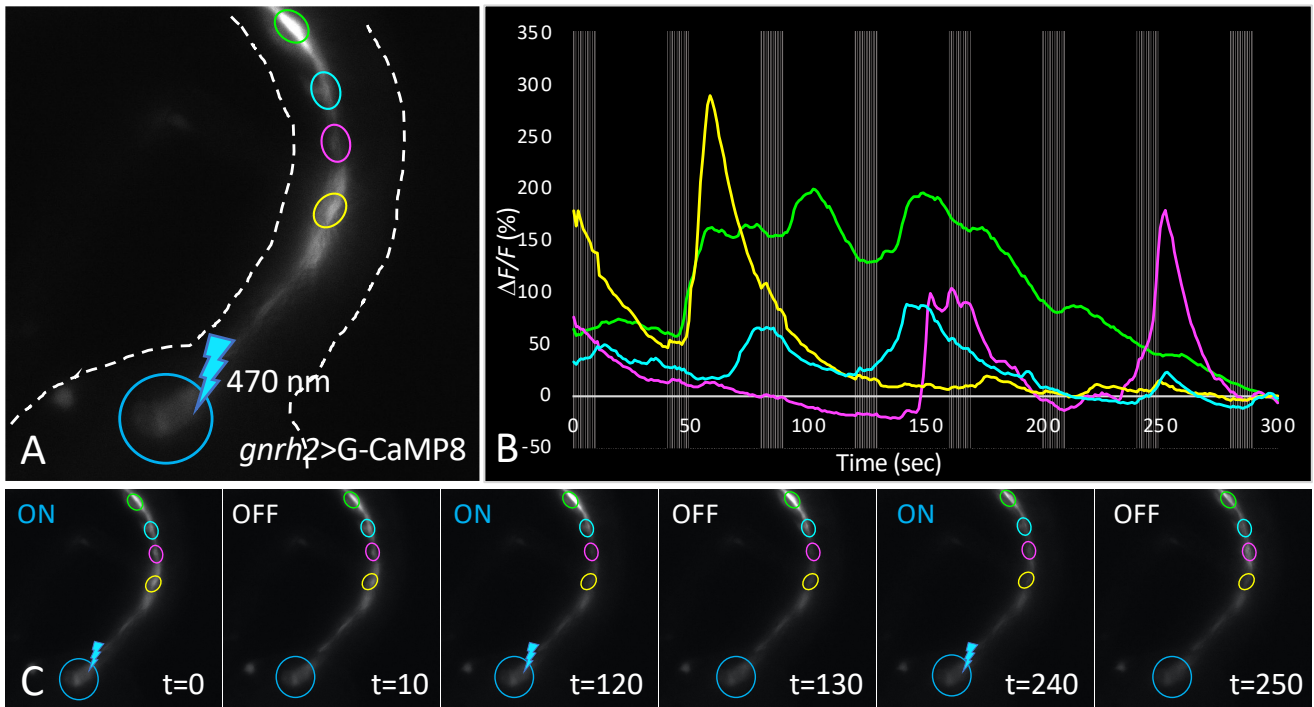 470 nm
A
gnrh2>G-CaMP8
350
300
250
200
150
100
50
0
-50
ΔF/F (%)
0 50 100 150 200 250 300
B
Time (sec)
ON OFF ON OFF ON OFF
C t=0 t=10 t=120 t=130 t=240 t=250